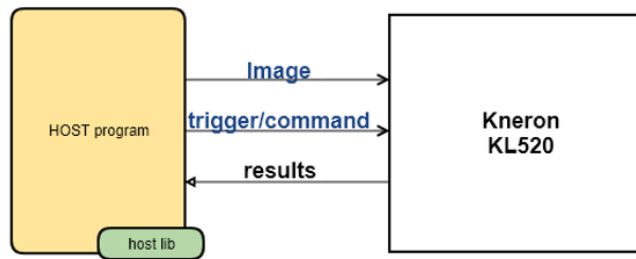 Image
HOST program
trigger/command
Kneron
KL520
results
host lib